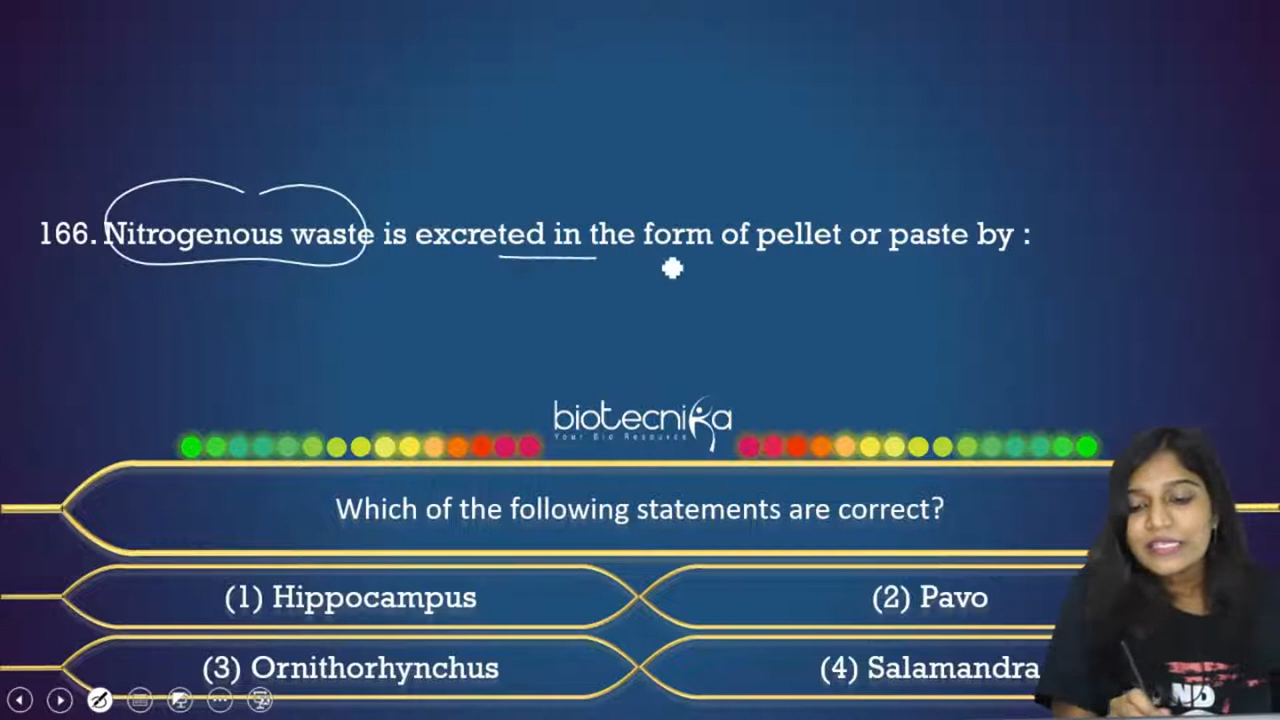 166. Nitrogenous waste is excreted in the form of pellet or paste by :
biotecnika
Your Bio Resource
Which of the following statements are correct?
(1) Hippocampus
(2) Pavo
(3) Ornithorhynchus
(4) Salamandra
AND